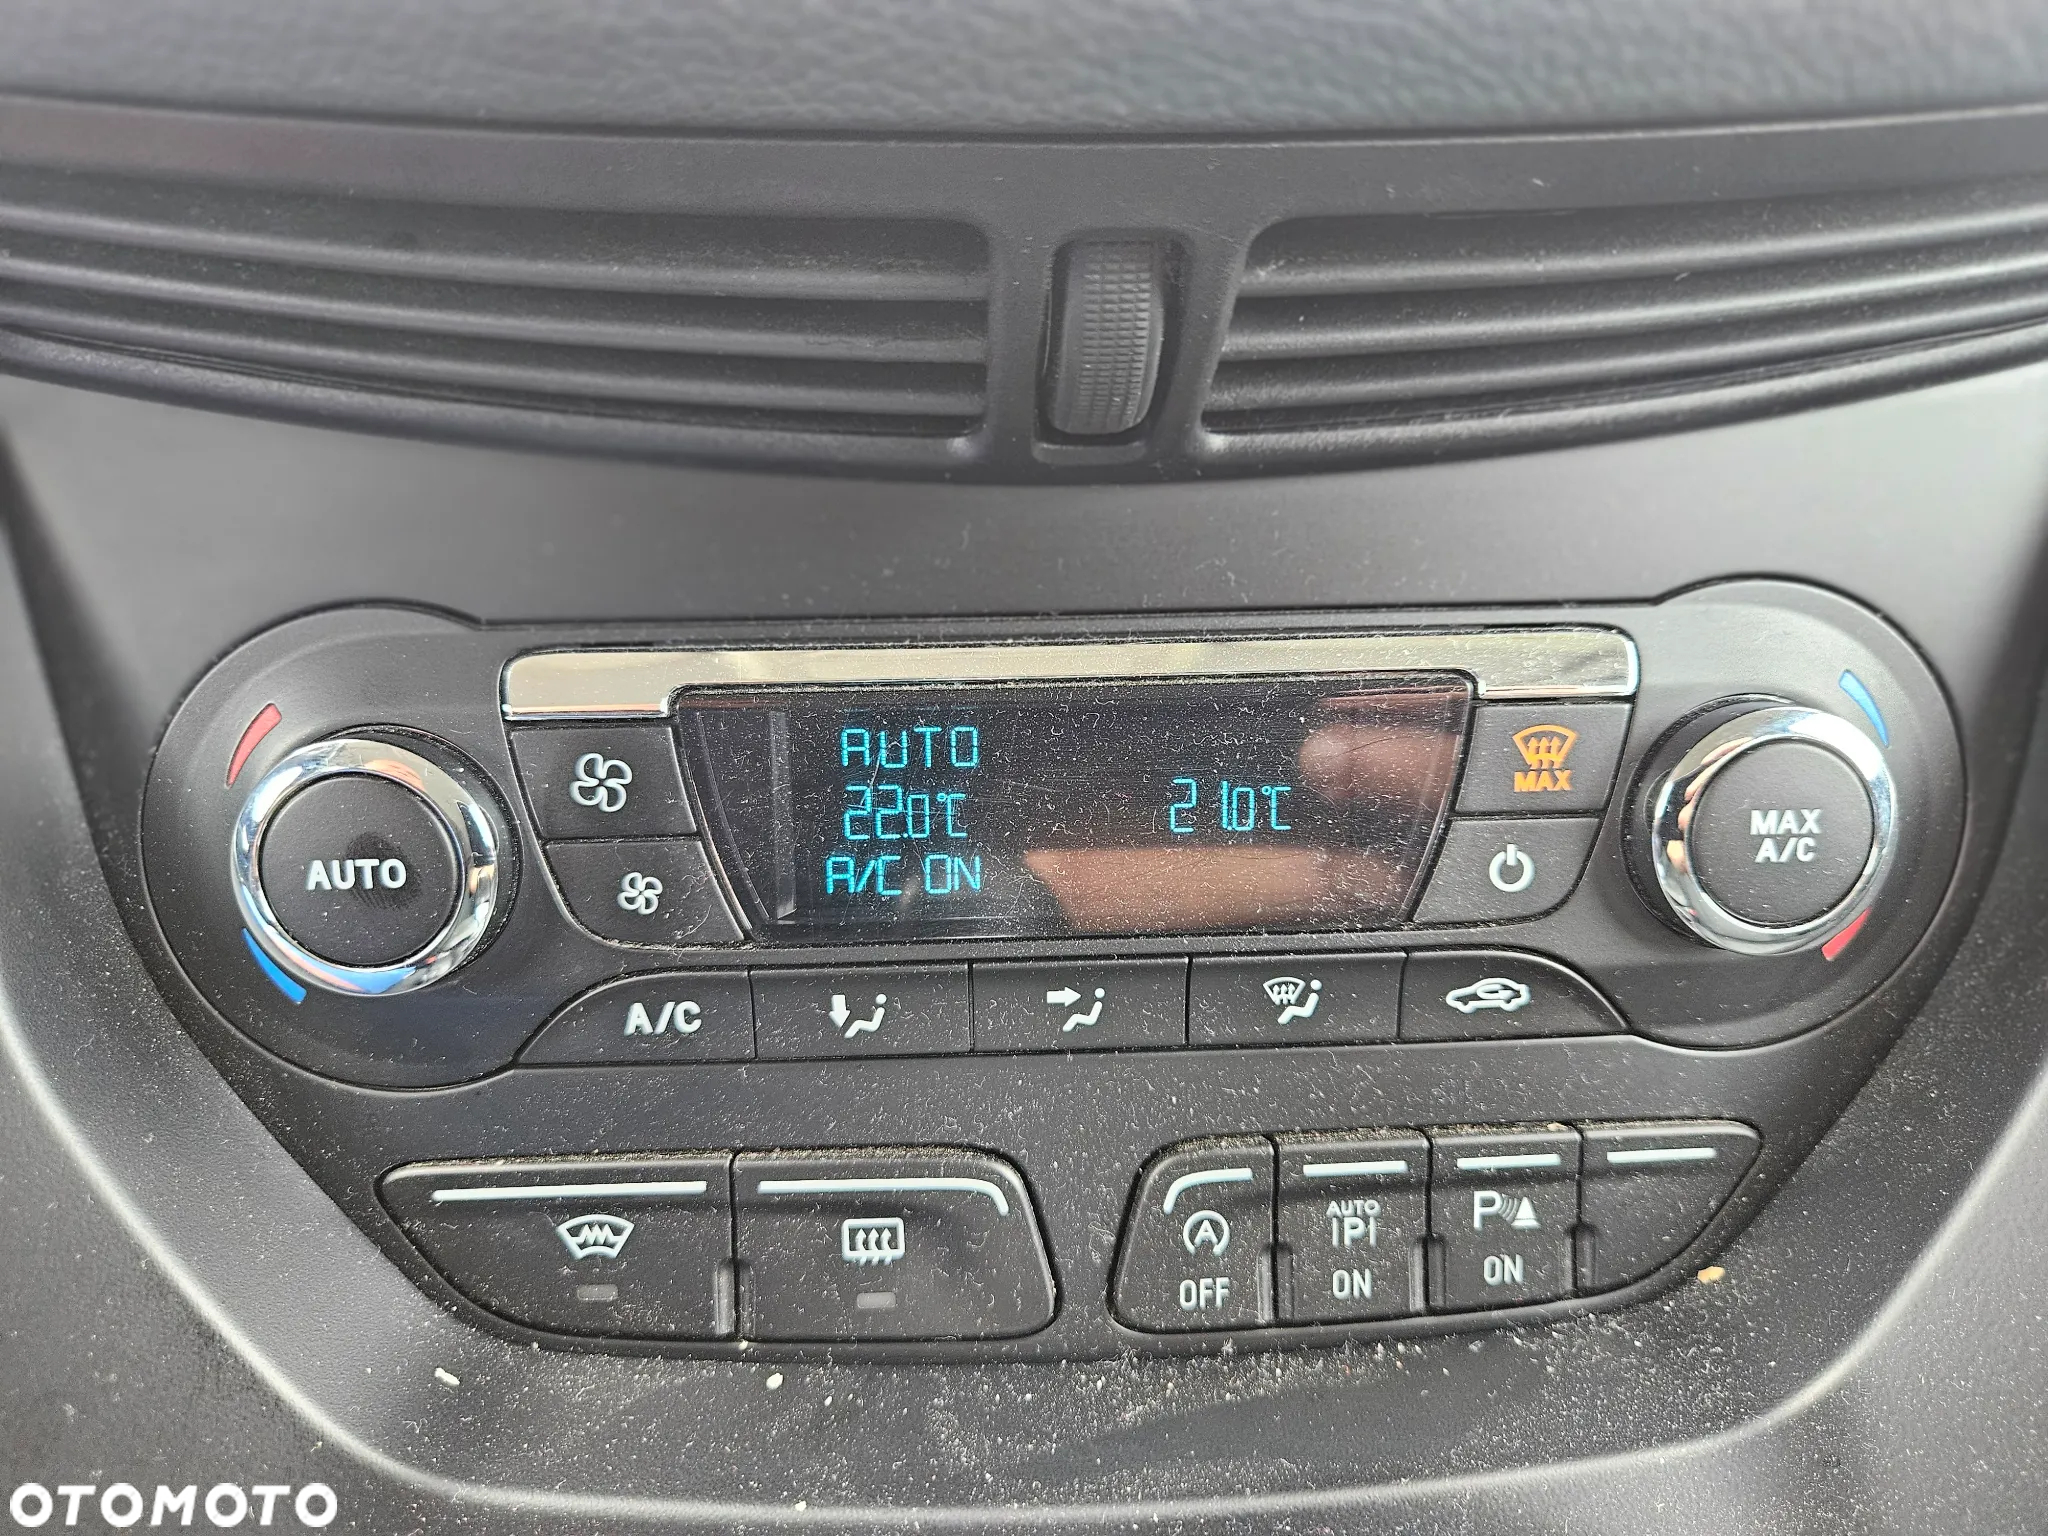 AUTO
22.0°C
21.0°C
A/C ON
MAX
AUTO
MAX
A/C
A/C
A
OFF
AUTO
P
ON
P
ON
OTOMOTO